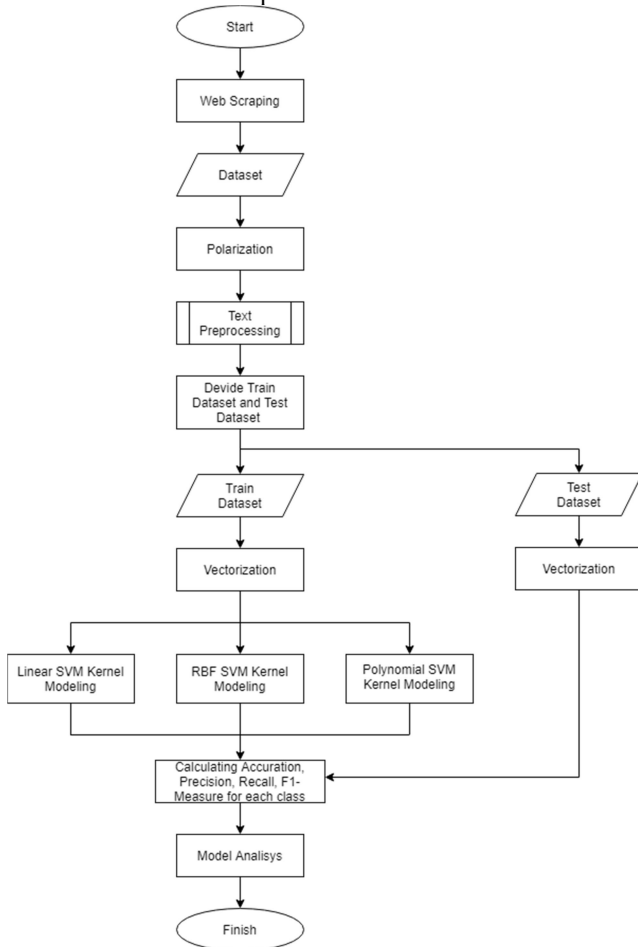 Start
Web Scraping
Dataset
Polarization
Text
Preprocessing
Devide Train
Dataset and Test
Dataset
Train
Dataset
Test
Dataset
Vectorization
Vectorization
Linear SVM Kernel
Modeling
RBF SVM Kernel
Modeling
Polynomial SVM
Kernel Modeling
Calculating Accuration,
Precision, Recall, F1-
Measure for each class
Model Analisys
Finish